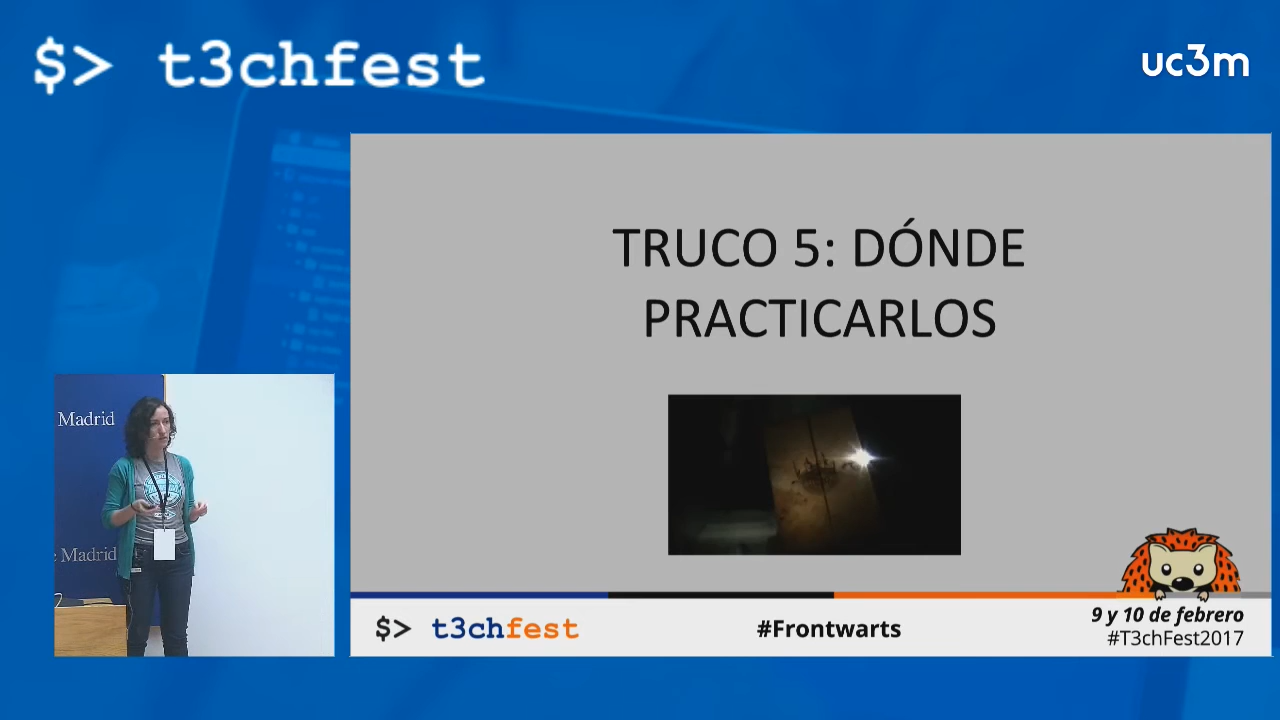 $> t3chfest
uc3m
TRUCO 5: DÓNDE
PRACTICARLOS
Madrid
e Madrid
$> t3chfest
#Frontwarts
9 y 10 de febrero
#T3chFest2017